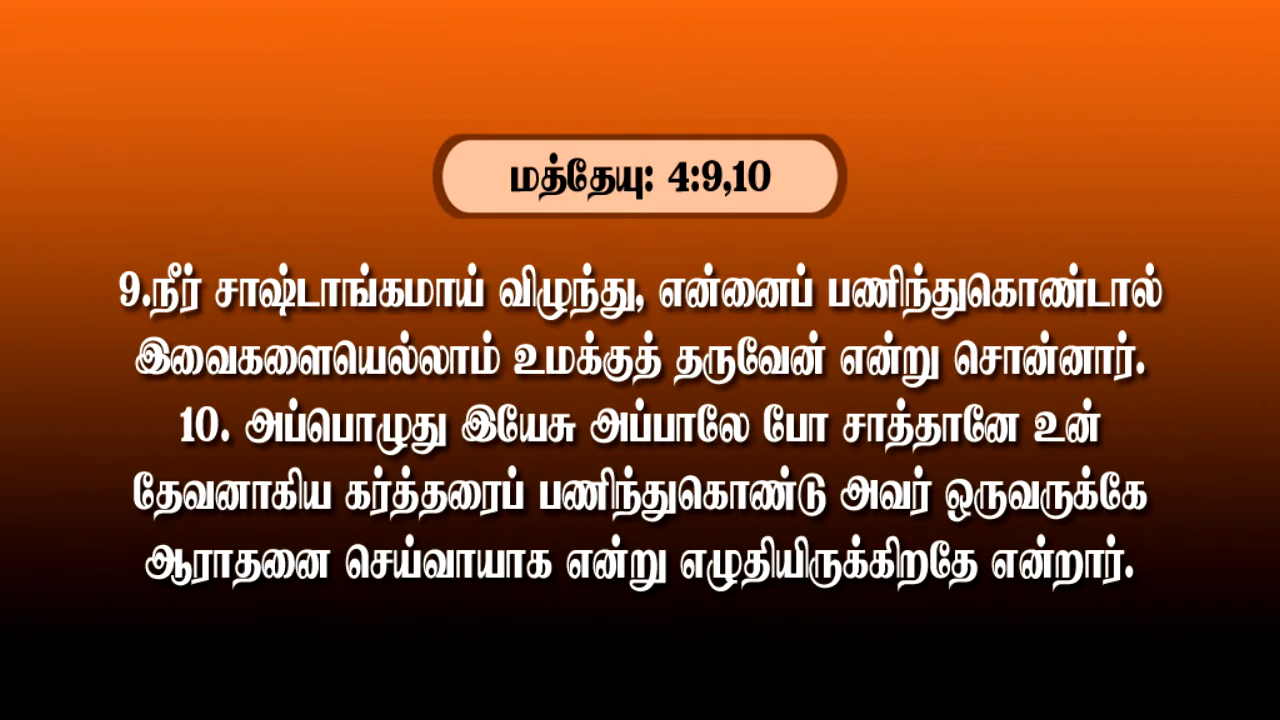 மத்தேயு: 4:9,10
9.நீர் சாஷ்டாங்கமாய் விழுந்து, என்னைப் பணிந்துகொண்டால்
இவைகளையெல்லாம் உமக்குத் தருவேன் என்று சொன்னார்.
10. அப்பொழுது இயேசு அப்பாலே போ சாத்தானே உன்
தேவனாகிய கர்த்தரைப் பணிந்துகொண்டு அவர் ஒருவருக்கே
ஆராதனை செய்வாயாக என்று எழுதியிருக்கிறதே என்றார்.